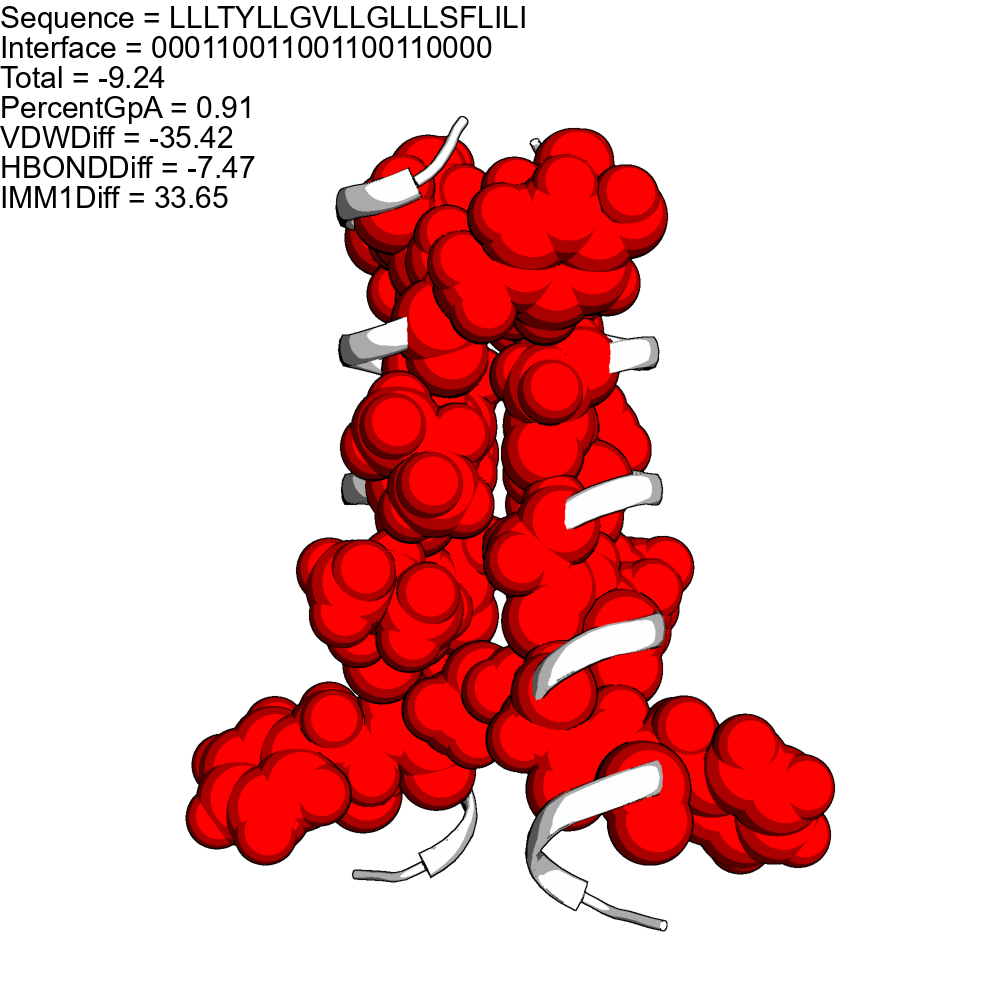 Sequence = LLLTYLLGVLLGLLLSFLILI
Interface = 000110011001100110000
Total = -9.24
PercentGpA = 0.91
VDWDiff = -35.42
HBONDDiff = -7.47
IMM1Diff = 33.65